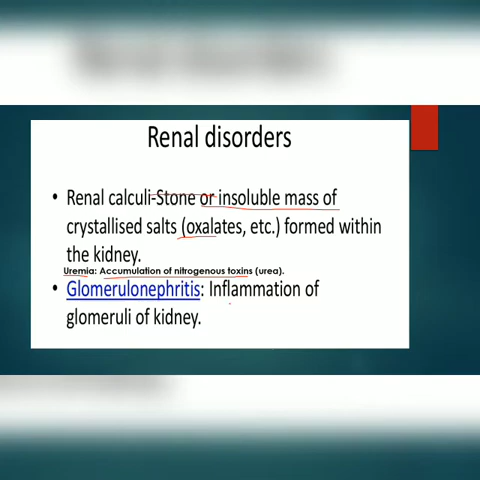 Renal disorders
• Renal calculi-Stone or insoluble mass of
crystallised salts (oxalates, etc.) formed within
the kidney.
Uremia: Accumulation of nitrogenous toxins (urea).
• Glomerulonephritis: Inflammation of
glomeruli of kidney.